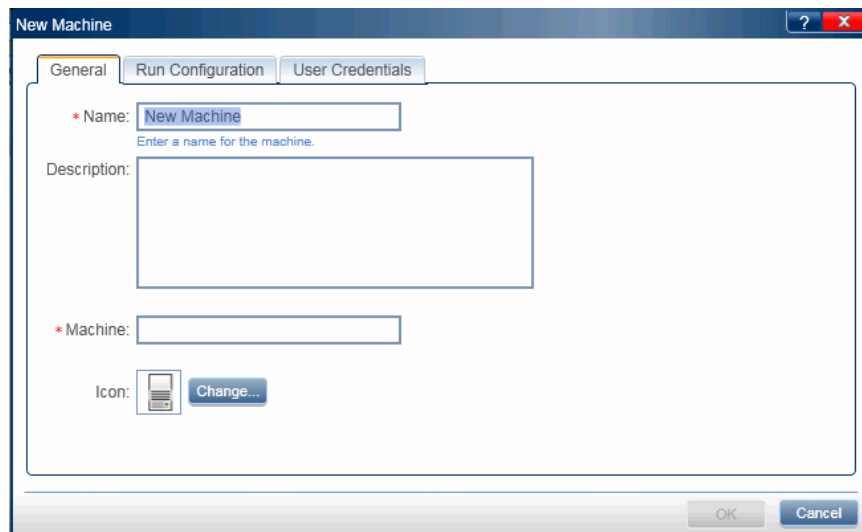 New Machine
? X
General Run Configuration User Credentials
* Name: New Machine
Enter a name for the machine.
Description:
* Machine:
Icon: Change...
OK Cancel